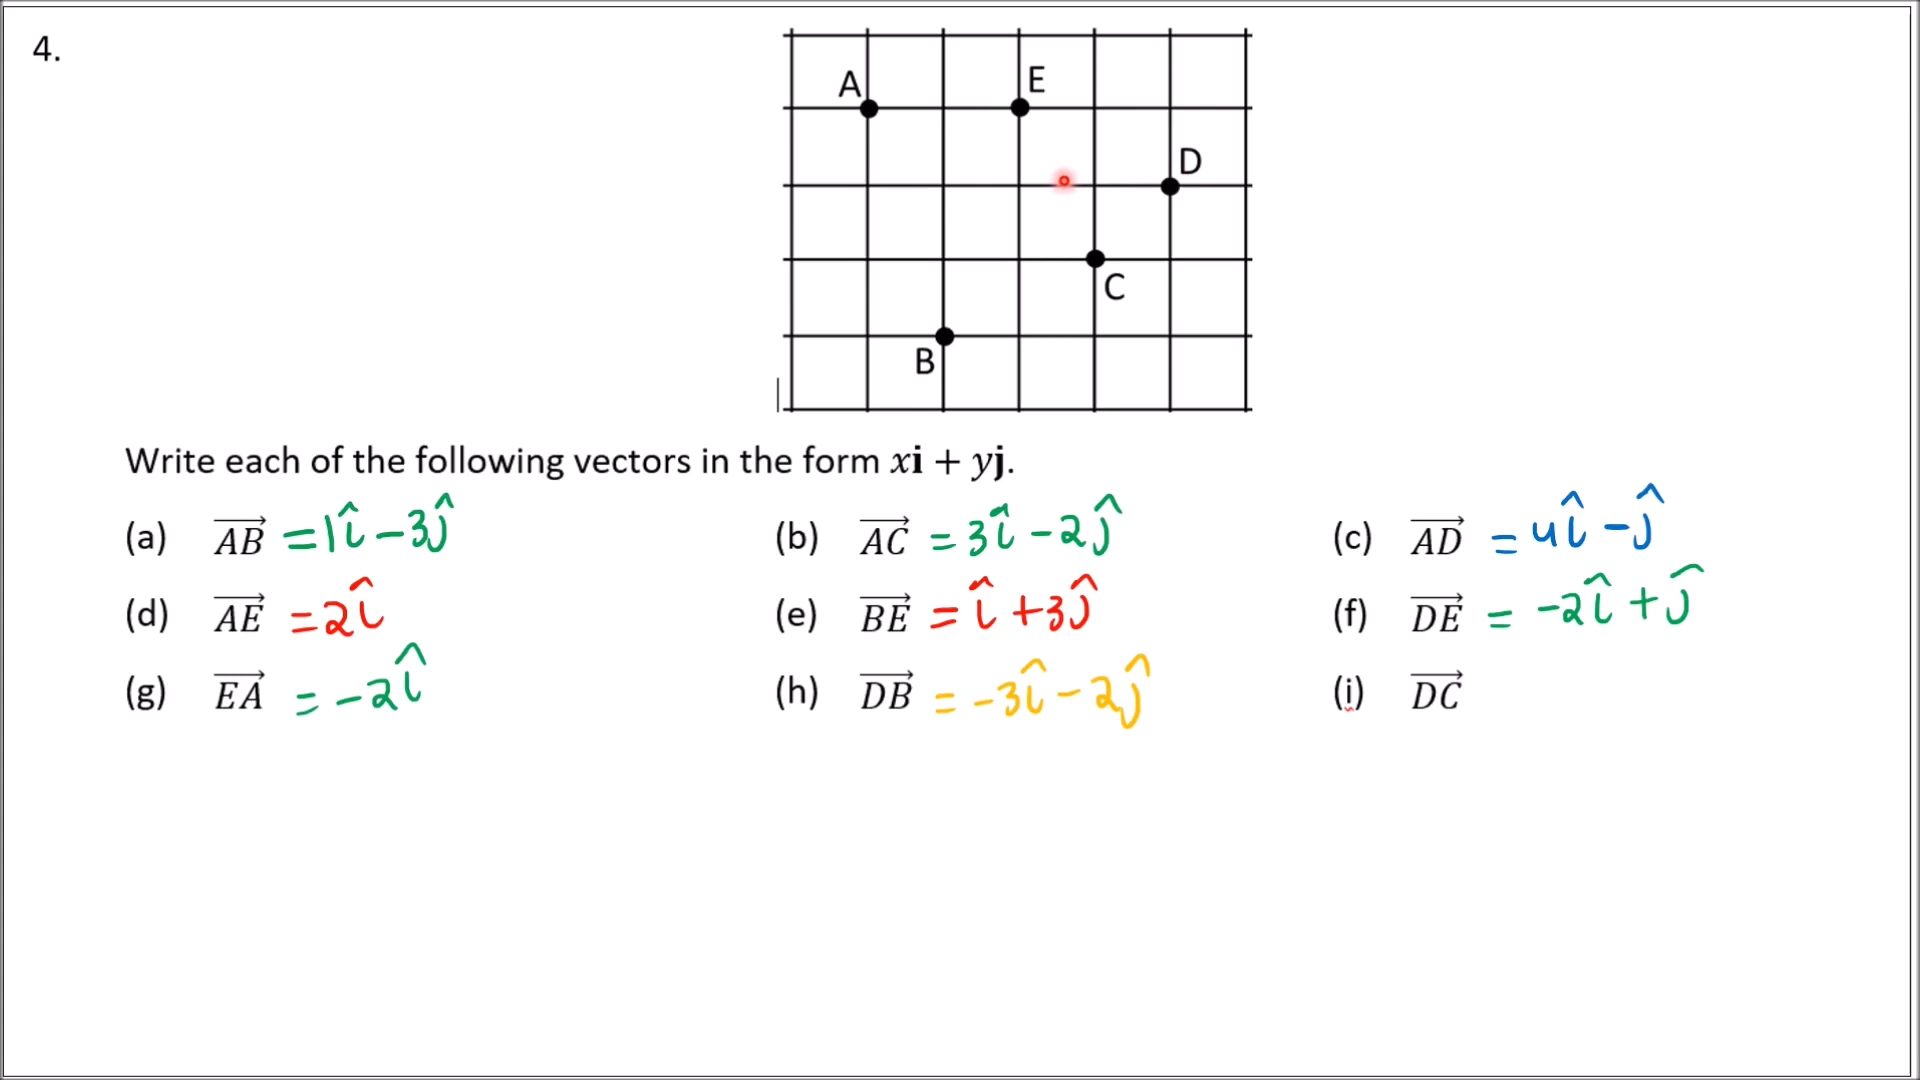 4.
A
E
D
C
B
Write each of the following vectors in the form xi + yj.
(a) AB⃗ = 1î − 3ĵ (b) AC⃗ = 3î − 2ĵ (c) AD⃗ = 4î − ĵ
(d) AE⃗ = 2î (e) BE⃗ = î + 3ĵ (f) DE⃗ = −2î + ĵ
(g) EA⃗ = −2î (h) DB⃗ = −3î − 2ĵ (i) DC⃗